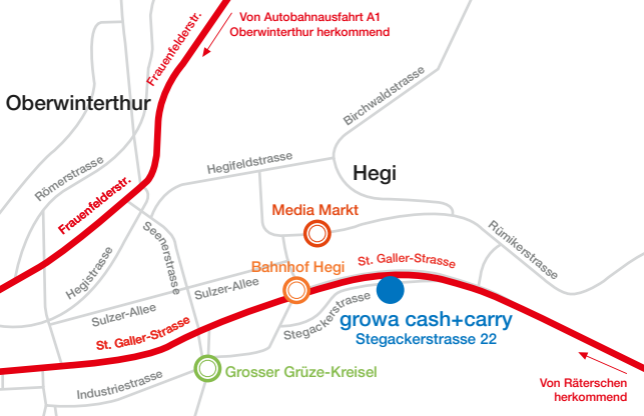 Von Autobahnausfahrt A1
Oberwinterthur herkommend
Frauenfelderstr.
Oberwinterthur
Birchwaldstrasse
Hegifeldstrasse
Römerstrasse
Hegi
Frauenfelderstr.
Media Markt
Seenerstrasse
Rümikerstrasse
Hegistrasse
Bahnhof Hegi
St. Galler-Strasse
Sulzer-Allee
Sulzer-Allee
Stegackerstrasse
growa cash+carry
Stegackerstrasse 22
St. Galler-Strasse
Grosser Grüze-Kreisel
Industriestrasse
Von Räterschen
herkommend